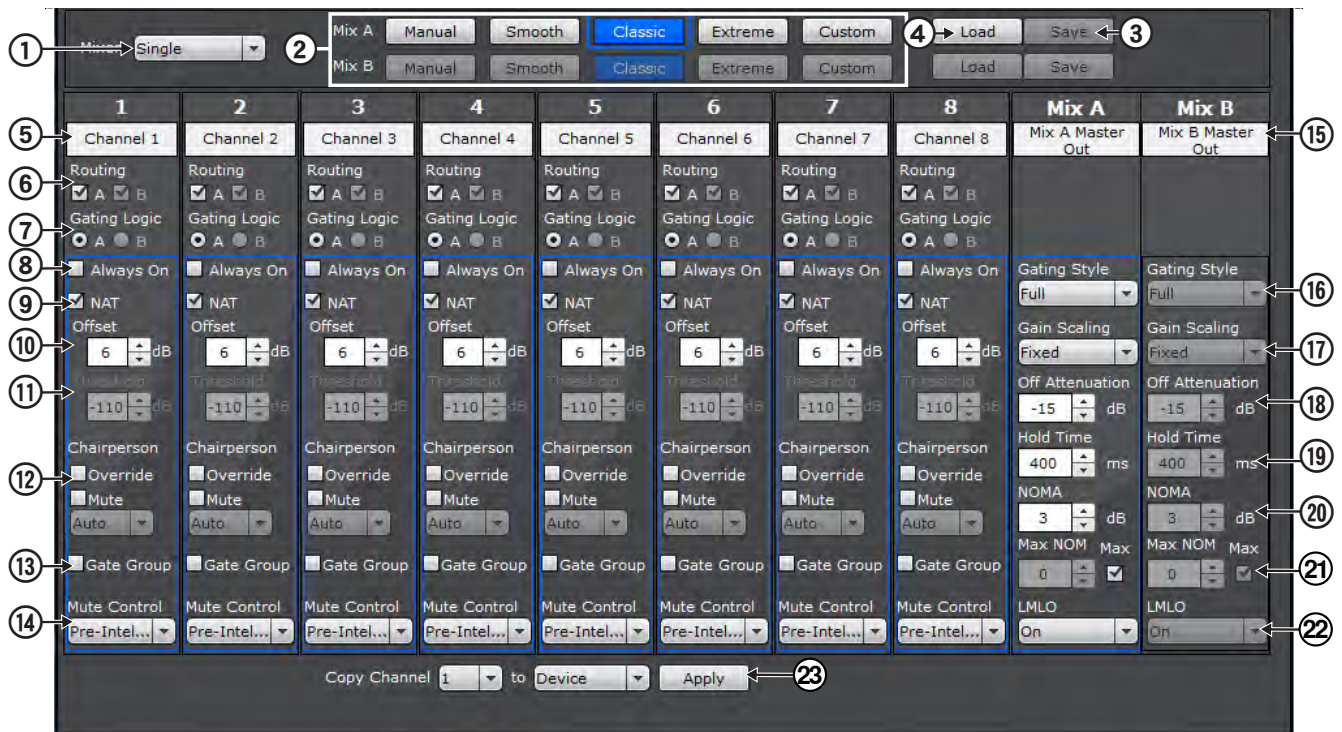 Mix A Manual Smooth Classic Extreme Custom ④ Load Save ③
① Mixer Single ②
Mix B Manual Smooth Classic Extreme Custom Load Save
1 2 3 4 5 6 7 8 Mix A Mix B
⑤ Channel 1 Channel 2 Channel 3 Channel 4 Channel 5 Channel 6 Channel 7 Channel 8 Mix A Master Out Mix B Master Out ⑮
Routing Routing Routing Routing Routing Routing Routing Routing
⑥ A B A B A B A B A B A B A B A B
Gating Logic Gating Logic Gating Logic Gating Logic Gating Logic Gating Logic Gating Logic Gating Logic
⑦ A B A B A B A B A B A B A B A B
⑧ Always On Always On Always On Always On Always On Always On Always On Always On Gating Style Gating Style
⑨ NAT NAT NAT NAT NAT NAT NAT NAT Full Full ⑯
Offset Offset Offset Offset Offset Offset Offset Offset Gain Scaling Gain Scaling
⑩ 6 dB 6 dB 6 dB 6 dB 6 dB 6 dB 6 dB 6 dB Fixed Fixed ⑰
Threshold Threshold Threshold Threshold Threshold Threshold Threshold Threshold Off Attenuation Off Attenuation
⑪ -110 dB -110 dB -110 dB -110 dB -110 dB -110 dB -110 dB -110 dB -15 dB -15 dB ⑱
Chairperson Chairperson Chairperson Chairperson Chairperson Chairperson Chairperson Chairperson Hold Time Hold Time
⑫ Override Override Override Override Override Override Override Override 400 ms 400 ms ⑲
Mute Mute Mute Mute Mute Mute Mute Mute NOMA NOMA
Auto Auto Auto Auto Auto Auto Auto Auto 3 dB 3 dB ⑳
⑬ Gate Group Gate Group Gate Group Gate Group Gate Group Gate Group Gate Group Gate Group Max NOM Max Max NOM Max
0 0 ㉑
Mute Control Mute Control Mute Control Mute Control Mute Control Mute Control Mute Control Mute Control LMLO LMLO
⑭ Pre-Intel... Pre-Intel... Pre-Intel... Pre-Intel... Pre-Intel... Pre-Intel... Pre-Intel... Pre-Intel... On On ㉒
Copy Channel 1 to Device Apply ㉓